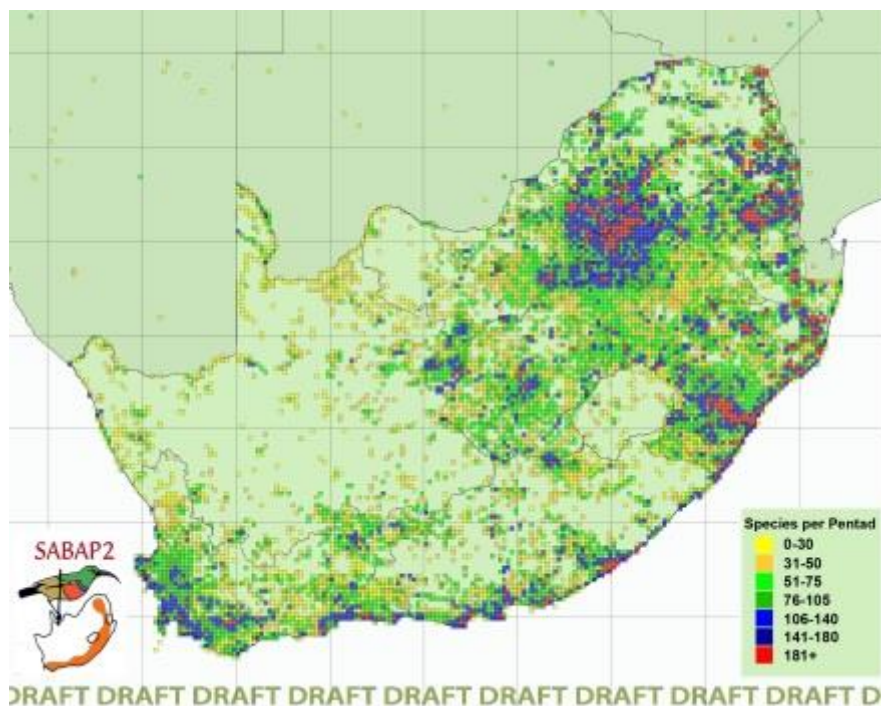 SABAP2
Species per Pentad
0-30
31-50
51-75
76-105
106-140
141-180
181+
DRAFT DRAFT DRAFT DRAFT DRAFT DRAFT DRAFT DRAFT DRAFT D